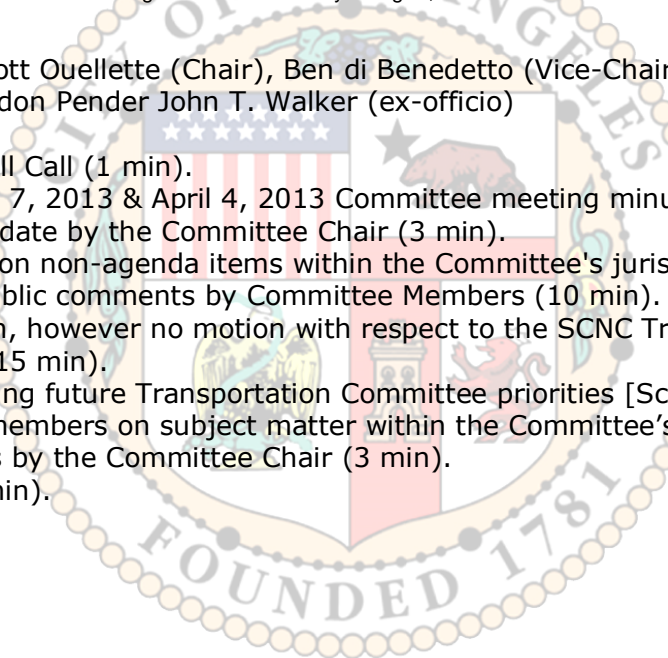 ott Ouellette (Chair), Ben di Benedetto (Vice-Chair
don Pender John T. Walker (ex-officio)
ll Call (1 min).
7, 2013 & April 4, 2013 Committee meeting minu
date by the Committee Chair (3 min).
on non-agenda items within the Committee's juris
blic comments by Committee Members (10 min).
n, however no motion with respect to the SCNC Tr
15 min).
ng future Transportation Committee priorities [Sc
members on subject matter within the Committee’s
s by the Committee Chair (3 min).
min).
CITY OF ANGELES
FOUNDED 1781